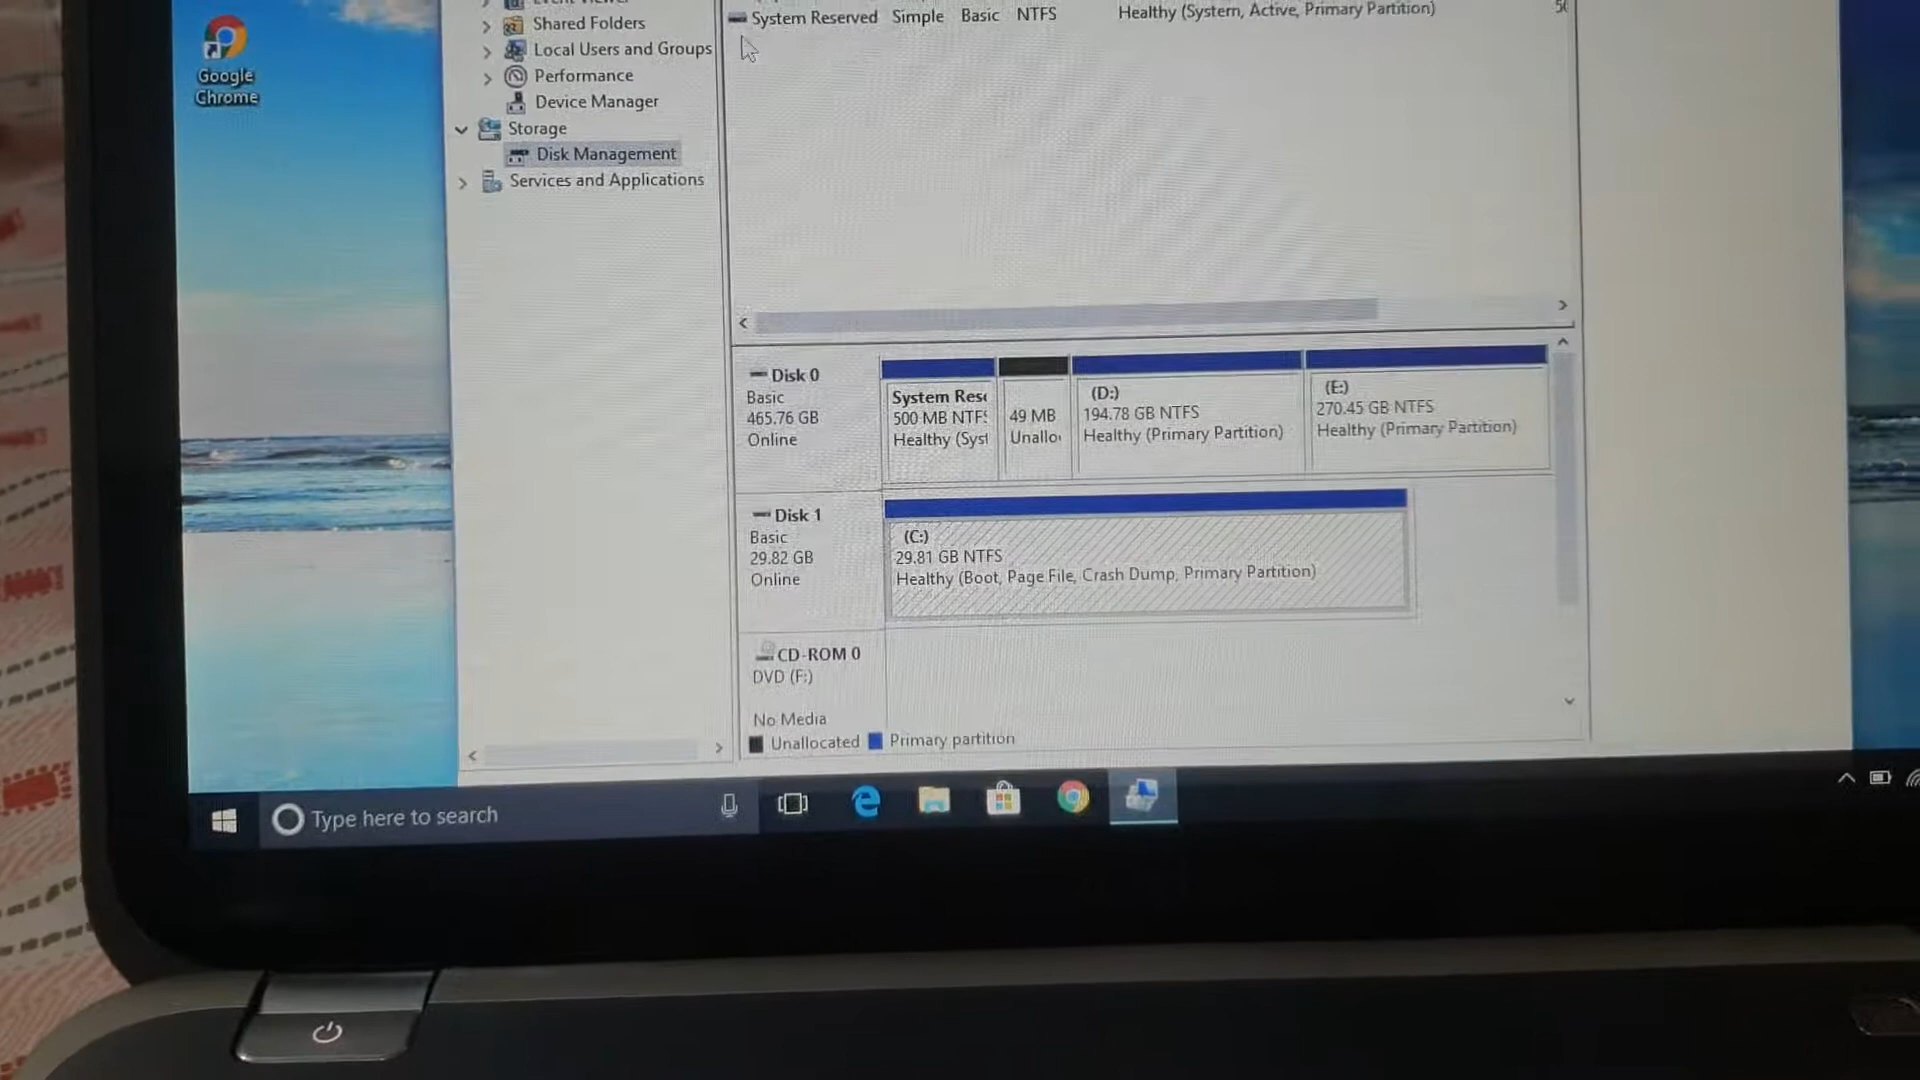 Shared Folders
Local Users and Groups
Performance
Device Manager
Storage
Disk Management
Services and Applications
Google
Chrome
System Reserved Simple Basic NTFS Healthy (System, Active, Primary Partition)
Disk 0
Basic
465.76 GB
Online
System Res
500 MB NTFS
Healthy (Syst
49 MB
Unallo
(D:)
194.78 GB NTFS
Healthy (Primary Partition)
(E:)
270.45 GB NTFS
Healthy (Primary Partition)
Disk 1
Basic
29.82 GB
Online
(C:)
29.81 GB NTFS
Healthy (Boot, Page File, Crash Dump, Primary Partition)
CD-ROM 0
DVD (F:)
No Media
Unallocated Primary partition
Type here to search